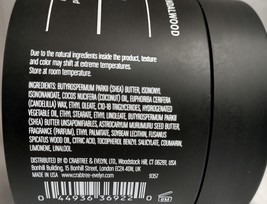 Due to the natural ingredients inside the product, texture
and color may shift at extreme temperatures.
Store at room temperature.
INGREDIENTS: BUTYROSPERMUM PARKII (SHEA) BUTTER, ISONONYL
ISONONANOATE, COCOS NUCIFERA (COCONUT) OIL, EUPHORBIA CERIFERA
(CANDELILLA) WAX, ETHYL OLEATE, C10-18 TRIGLYCERIDES, HYDROGENATED
VEGETABLE OIL, ETHYL STEARATE, ETHYL LINOLEATE, BUTYROSPERMUM PARKII (SHEA)
BUTTER UNSAPONIFIABLES, ASTROCARYUM MURUMURU SEED BUTTER,
FRAGRANCE (PARFUM), ETHYL PALMITATE, SOYBEAN LECITHIN, FUSANUS
SPICATUS WOOD OIL, CITRIC ACID, TOCOPHEROL, ETHYL SALICYLATE, COUMARIN,
LIMONENE, LINALOOL
DISTRIBUTED BY © CRABTREE & EVELYN, LTD, Woodstock Hill, CT 06281, USA
Bonhill Building, 15 Bonhill Street, London EC2A 4DN, UK
MADE IN USA www.crabtree-evelyn.com 9357
0 44936 36922 0
6M